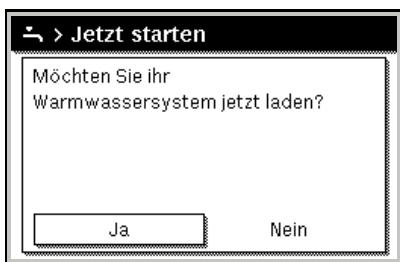 > Jetzt starten
Möchten Sie ihr
Warmwassersystem jetzt laden?
Ja Nein